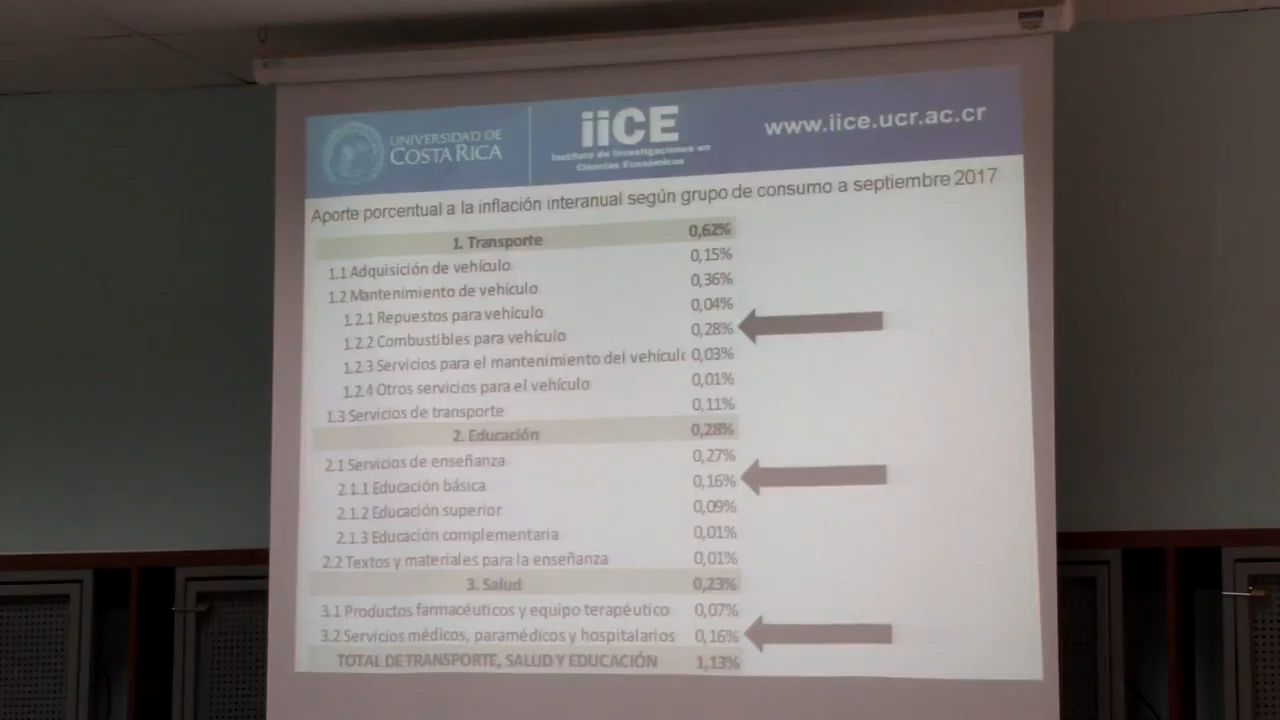 UNIVERSIDAD DE
COSTA RICA
iiCE
Instituto de Investigaciones en
Ciencias Económicas
www.iice.ucr.ac.cr
Aporte porcentual a la inflación interanual según grupo de consumo a septiembre 2017
1. Transporte 0,62%
1.1 Adquisición de vehículo 0,15%
1.2 Mantenimiento de vehículo 0,36%
1.2.1 Repuestos para vehículo 0,04%
1.2.2 Combustibles para vehículo 0,28%
1.2.3 Servicios para el mantenimiento del vehículo 0,03%
1.2.4 Otros servicios para el vehículo 0,01%
1.3 Servicios de transporte 0,11%
2. Educación 0,28%
2.1 Servicios de enseñanza 0,27%
2.1.1 Educación básica 0,16%
2.1.2 Educación superior 0,09%
2.1.3 Educación complementaria 0,01%
2.2 Textos y materiales para la enseñanza 0,01%
3. Salud 0,23%
3.1 Productos farmacéuticos y equipo terapéutico 0,07%
3.2 Servicios médicos, paramédicos y hospitalarios 0,16%
TOTAL DE TRANSPORTE, SALUD Y EDUCACIÓN 1,13%